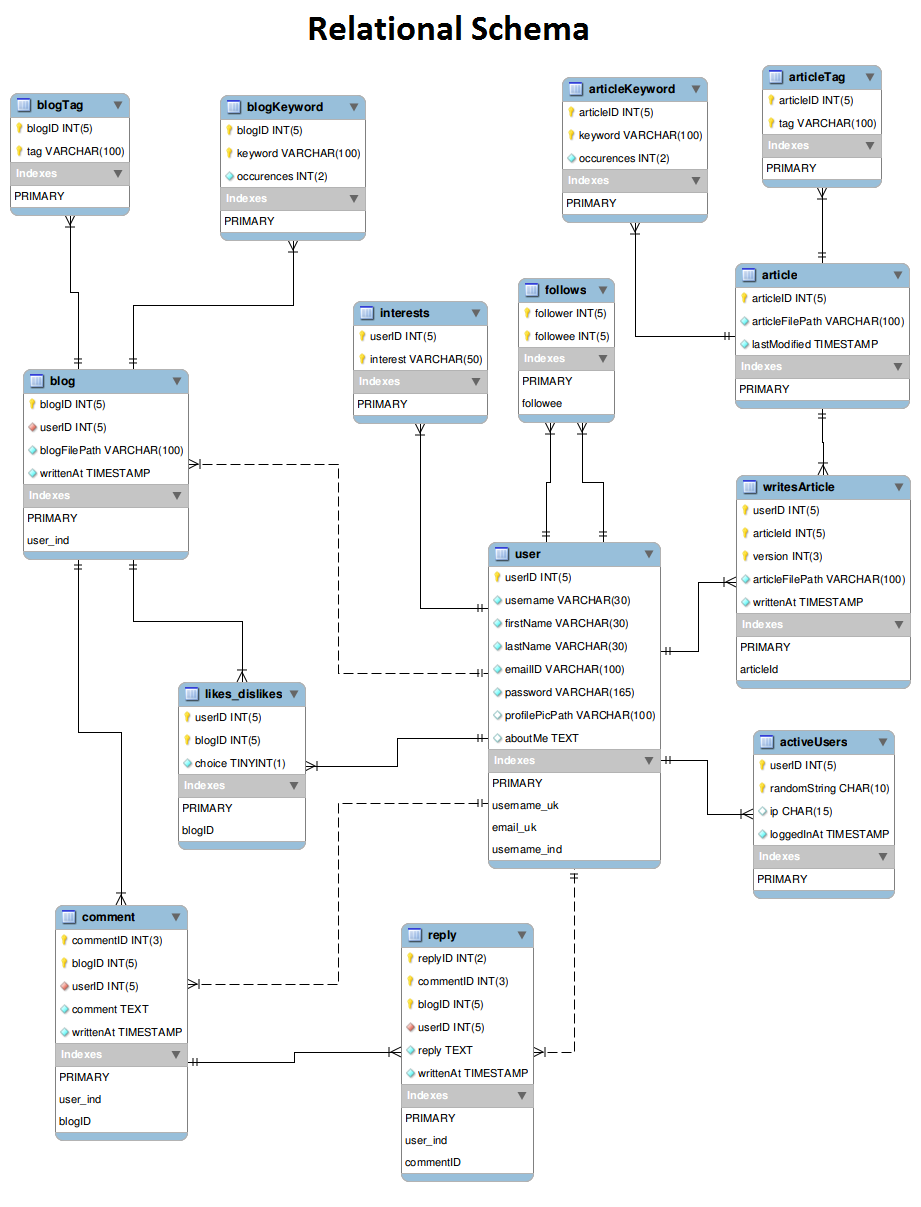 Relational Schema
blogTag
blogID INT(5)
tag VARCHAR(100)
Indexes
PRIMARY
blogKeyword
blogID INT(5)
keyword VARCHAR(100)
occurences INT(2)
Indexes
PRIMARY
articleKeyword
articleID INT(5)
keyword VARCHAR(100)
occurences INT(2)
Indexes
PRIMARY
articleTag
articleID INT(5)
tag VARCHAR(100)
Indexes
PRIMARY
article
articleID INT(5)
articleFilePath VARCHAR(100)
lastModified TIMESTAMP
Indexes
PRIMARY
follows
follower INT(5)
followee INT(5)
Indexes
PRIMARY
followee
interests
userID INT(5)
interest VARCHAR(50)
Indexes
PRIMARY
blog
blogID INT(5)
userID INT(5)
blogFilePath VARCHAR(100)
writtenAt TIMESTAMP
Indexes
PRIMARY
user_ind
writesArticle
userID INT(5)
articleId INT(5)
version INT(3)
articleFilePath VARCHAR(100)
writtenAt TIMESTAMP
Indexes
PRIMARY
articleId
user
userID INT(5)
username VARCHAR(30)
firstName VARCHAR(30)
lastName VARCHAR(30)
emailID VARCHAR(100)
password VARCHAR(165)
profilePicPath VARCHAR(100)
aboutMe TEXT
Indexes
PRIMARY
username_uk
email_uk
username_ind
likes_dislikes
userID INT(5)
blogID INT(5)
choice TINYINT(1)
Indexes
PRIMARY
blogID
activeUsers
userID INT(5)
randomString CHAR(10)
ip CHAR(15)
loggedInAt TIMESTAMP
Indexes
PRIMARY
comment
commentID INT(3)
blogID INT(5)
userID INT(5)
comment TEXT
writtenAt TIMESTAMP
Indexes
PRIMARY
user_ind
blogID
reply
replyID INT(2)
commentID INT(3)
blogID INT(5)
userID INT(5)
reply TEXT
writtenAt TIMESTAMP
Indexes
PRIMARY
user_ind
commentID